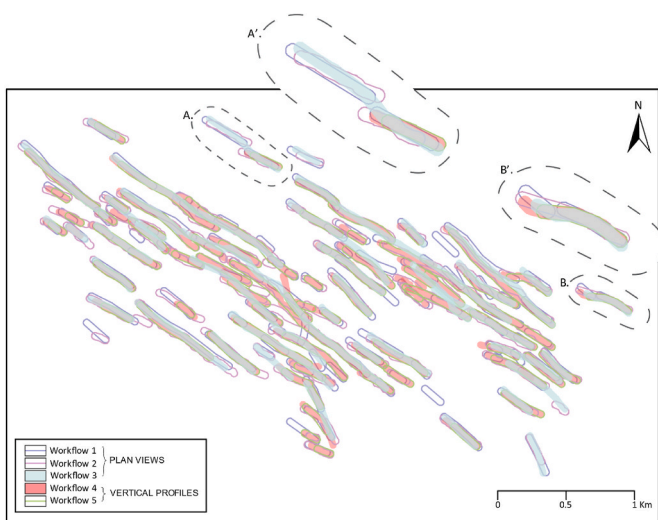 A'.
A.
N
B'.
B.
Workflow 1
Workflow 2
Workflow 3
PLAN VIEWS
Workflow 4
Workflow 5
VERTICAL PROFILES
0 0.5 1 Km